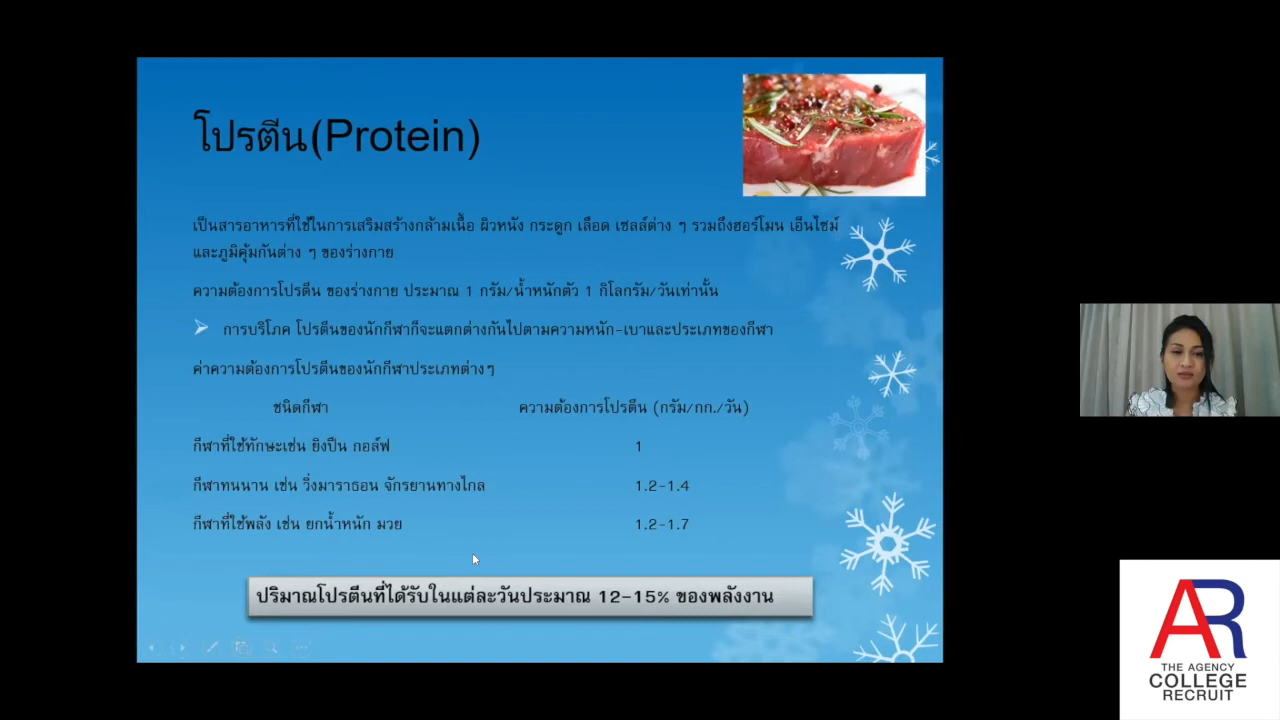 โปรตีน(Protein)
เป็นสารอาหารที่ใช้ในการเสริมสร้างกล้ามเนื้อ ผิวหนัง กระดูก เลือด เซลล์ต่าง ๆ รวมถึงฮอร์โมน เอ็นไซม์
และภูมิคุ้มกันต่าง ๆ ของร่างกาย
ความต้องการโปรตีน ของร่างกาย ประมาณ 1 กรัม/น้ำหนักตัว 1 กิโลกรัม/วันเท่านั้น
การบริโภค โปรตีนของนักกีฬาก็จะแตกต่างกันไปตามความหนัก-เบาและประเภทของกีฬา
ค่าความต้องการโปรตีนของนักกีฬาประเภทต่างๆ
ชนิดกีฬา ความต้องการโปรตีน (กรัม/กก./วัน)
กีฬาที่ใช้ทักษะเช่น ยิงปืน กอล์ฟ 1
กีฬาทนนาน เช่น วิ่งมาราธอน จักรยานทางไกล 1.2-1.4
กีฬาที่ใช้พลัง เช่น ยกน้ำหนัก มวย 1.2-1.7
ปริมาณโปรตีนที่ได้รับในแต่ละวันประมาณ 12-15% ของพลังงาน
AR
THE AGENCY
COLLEGE
RECRUIT